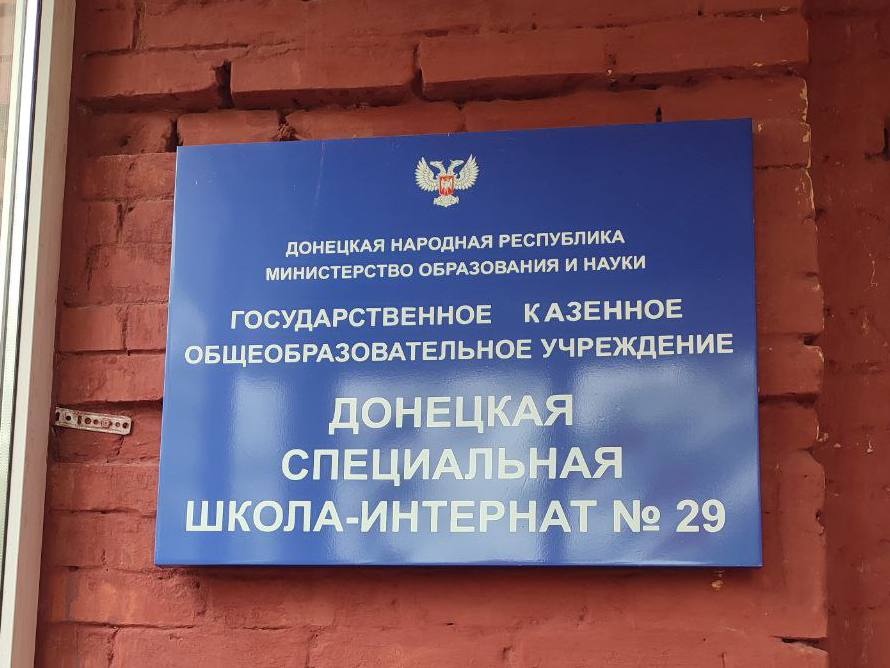 ДОНЕЦКАЯ НАРОДНАЯ РЕСПУБЛИКА
МИНИСТЕРСТВО ОБРАЗОВАНИЯ И НАУКИ
ГОСУДАРСТВЕННОЕ КАЗЕННОЕ
ОБЩЕОБРАЗОВАТЕЛЬНОЕ УЧРЕЖДЕНИЕ
ДОНЕЦКАЯ
СПЕЦИАЛЬНАЯ
ШКОЛА-ИНТЕРНАТ № 29